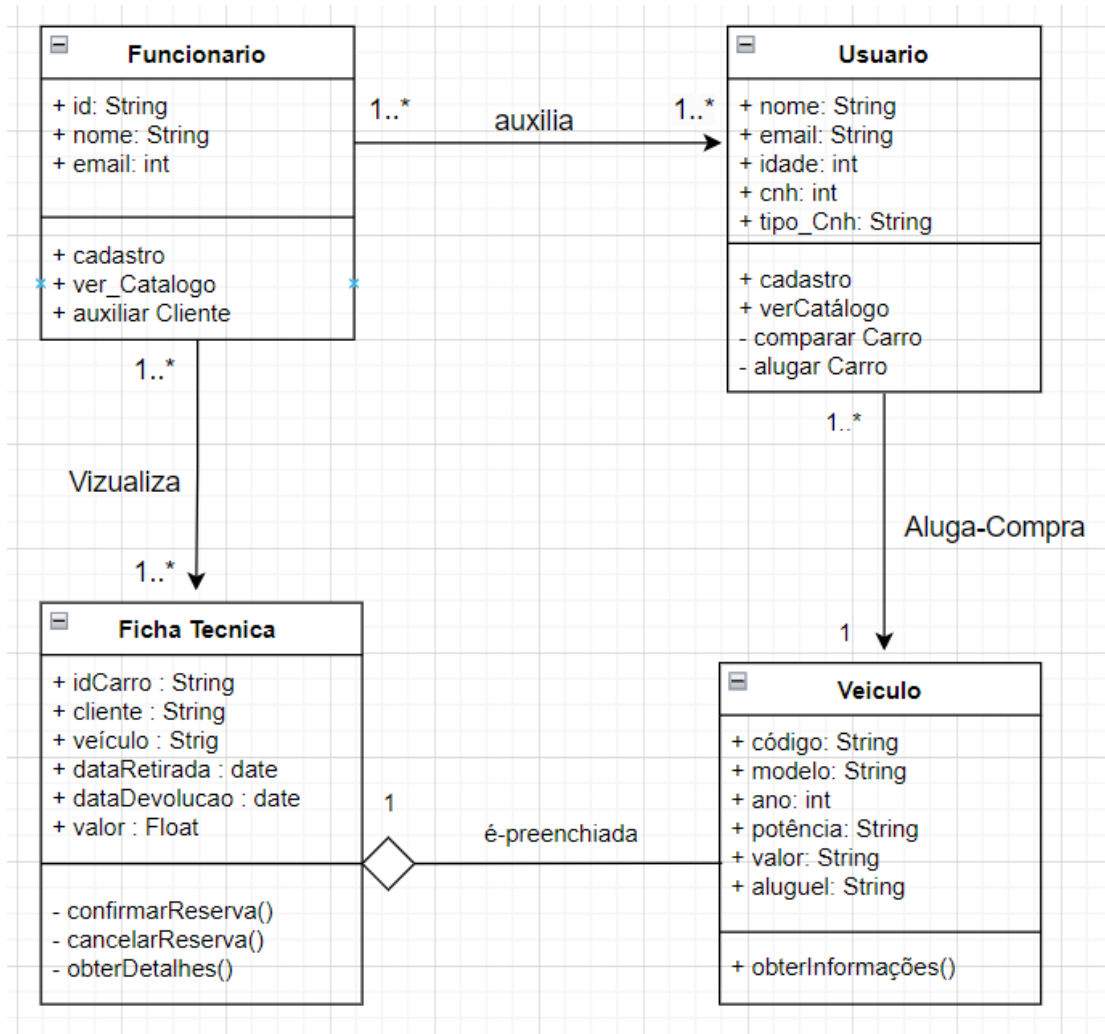 Funcionario
+ id: String
+ nome: String
+ email: int
+ cadastro
+ ver_Catalogo
+ auxiliar Cliente
1..*
auxilia
1..*
Usuario
+ nome: String
+ email: String
+ idade: int
+ cnh: int
+ tipo_Cnh: String
+ cadastro
+ verCatálogo
- comparar Carro
- alugar Carro
1..*
Vizualiza
1..*
1..*
Aluga-Compra
1
Ficha Tecnica
+ idCarro : String
+ cliente : String
+ veículo : Strig
+ dataRetirada : date
+ dataDevolucao : date
+ valor : Float
- confirmarReserva()
- cancelarReserva()
- obterDetalhes()
1
é-preenchiada
Veiculo
+ código: String
+ modelo: String
+ ano: int
+ potência: String
+ valor: String
+ aluguel: String
+ obterInformações()